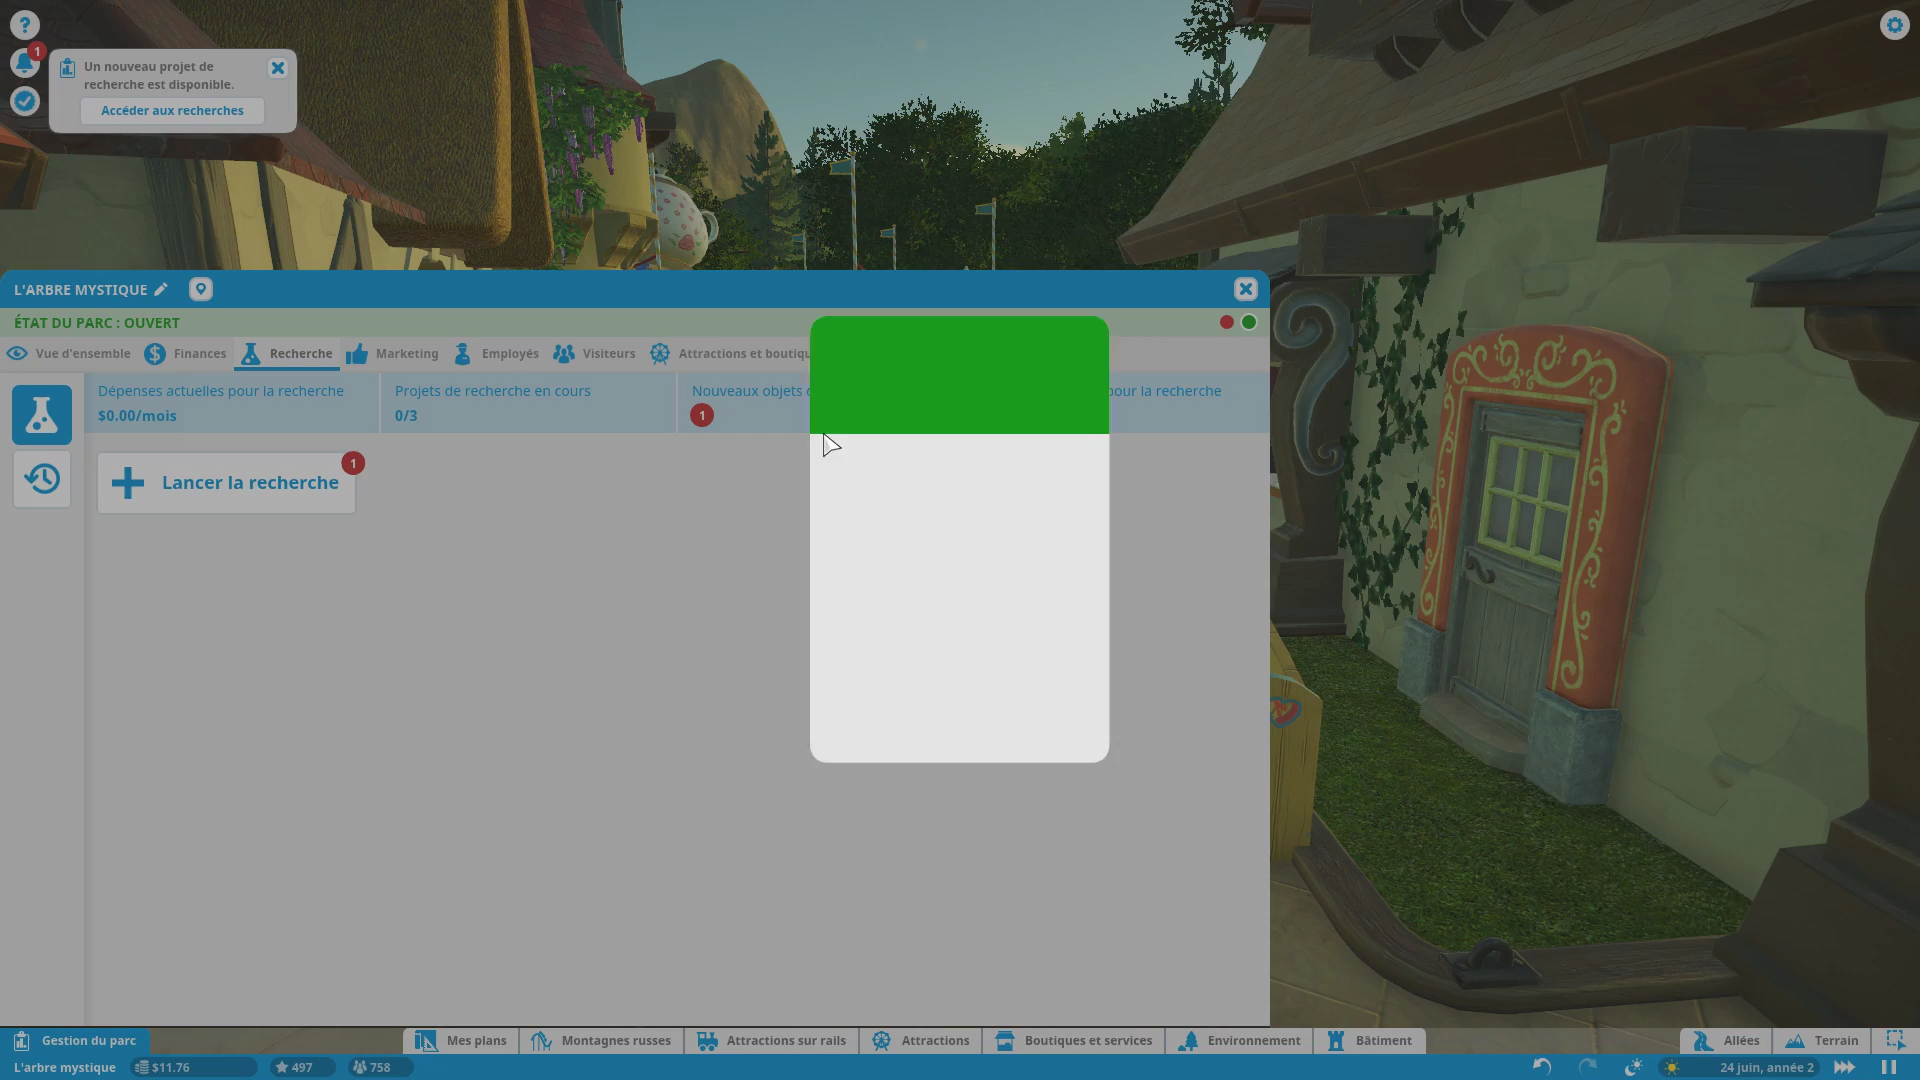 ?
1
Un nouveau projet de
recherche est disponible.
Accéder aux recherches
L'ARBRE MYSTIQUE
ÉTAT DU PARC : OUVERT
Vue d'ensemble
Finances
Recherche
Marketing
Employés
Visiteurs
Attractions et
Dépenses actuelles pour la recherche
$0.00/mois
Projets de recherche en cours
0/3
Nouveaux objets
1
pour la recherche
Lancer la recherche
1
Gestion du parc
Mes plans
Montagnes russes
Attractions sur rails
Attractions
Boutiques et services
Environnement
Bâtiment
Allées
Terrain
L'arbre mystique
$11.76
497
758
24 juin, année 2